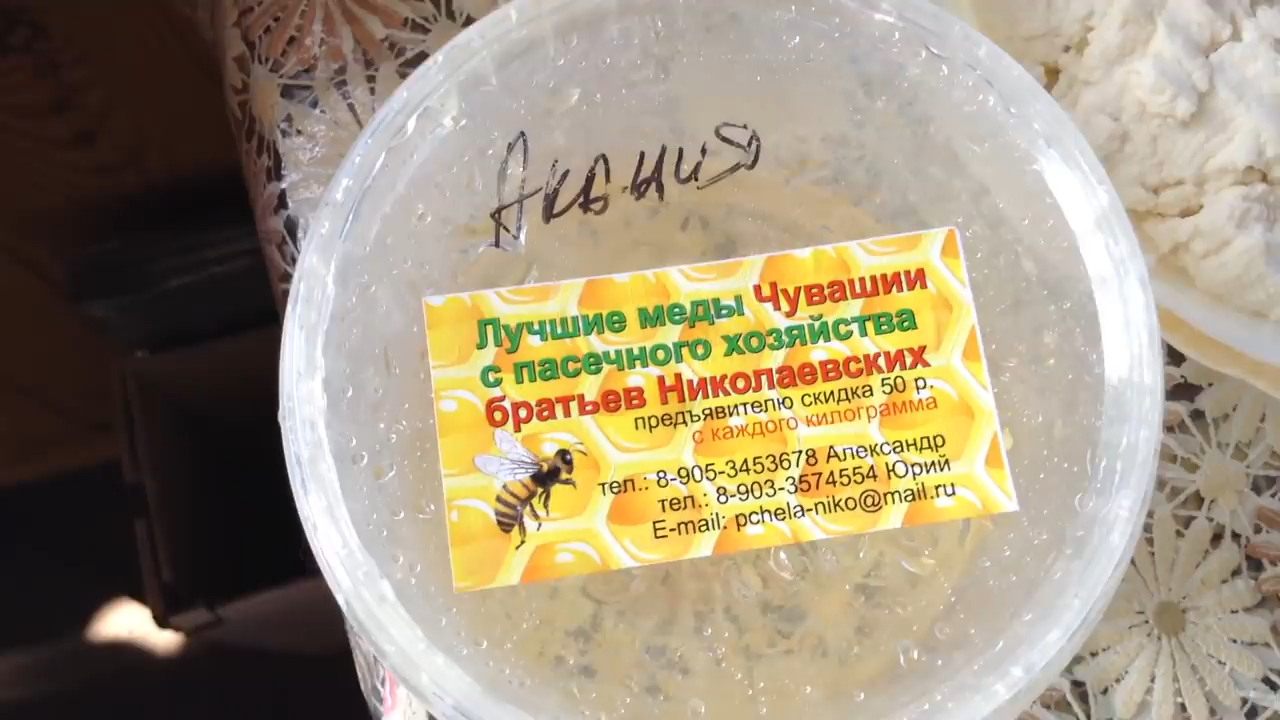 Акация
Лучшие меды Чувашии
с пасечного хозяйства
братьев Николаевских
предъявителю скидка 50 р.
с каждого килограмма
тел.: 8-905-3453678 Александр
тел.: 8-903-3574554 Юрий
E-mail: pchela-niko@mail.ru